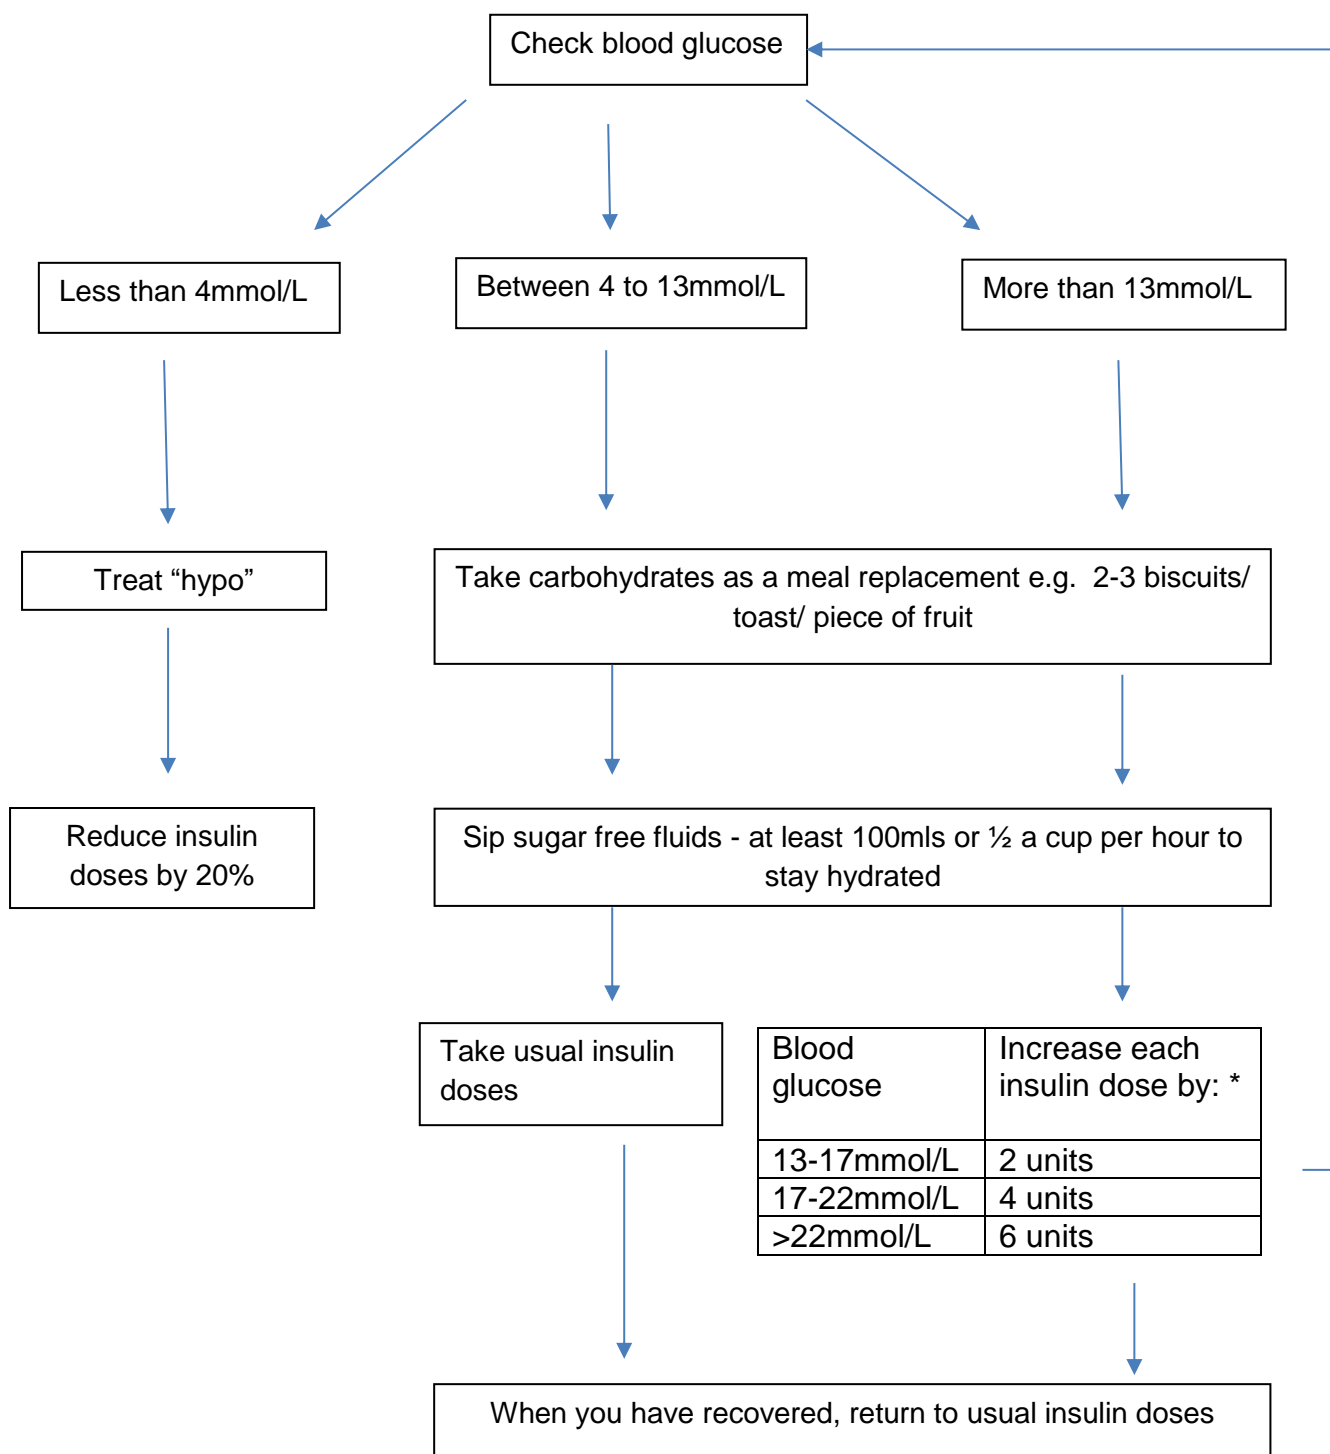 Check blood glucose
Less than 4mmol/L
Between 4 to 13mmol/L
More than 13mmol/L
Treat “hypo”
Take carbohydrates as a meal replacement e.g.  2-3 biscuits/
toast/ piece of fruit
Reduce insulin
doses by 20%
Sip sugar free fluids - at least 100mls or ½ a cup per hour to
stay hydrated
Take usual insulin
doses
Blood
glucose
Increase each
insulin dose by: *
13-17mmol/L
2 units
17-22mmol/L
4 units
>22mmol/L
6 units
When you have recovered, return to usual insulin doses